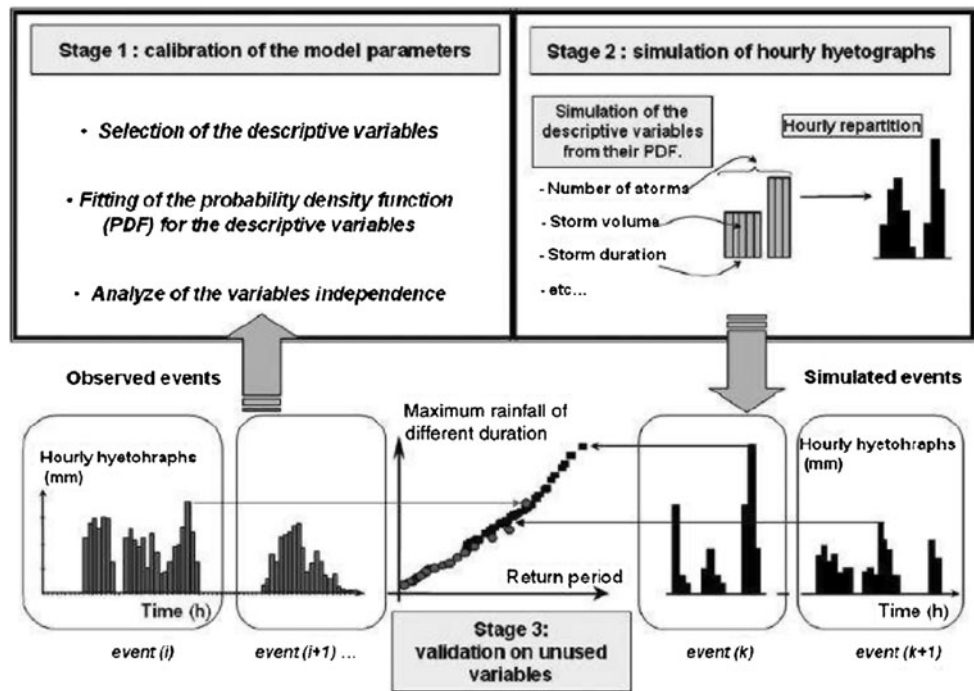 Stage 1 : calibration of the model parameters
• Selection of the descriptive variables
• Fitting of the probability density function
(PDF) for the descriptive variables
• Analyze of the variables independence
Stage 2 : simulation of hourly hyetographs
Simulation of the
descriptive variables
from their PDF.
Hourly repartition
- Number of storms
- Storm volume
- Storm duration
- etc...
Observed events
Simulated events
Hourly hyetohraphs
(mm)
Time (h)
event (i)
event (i+1) ...
Maximum rainfall of
different duration
Return period
Stage 3:
validation on unused
variables
event (k)
Hourly hyetohraphs
(mm)
Time (h)
event (k+1)